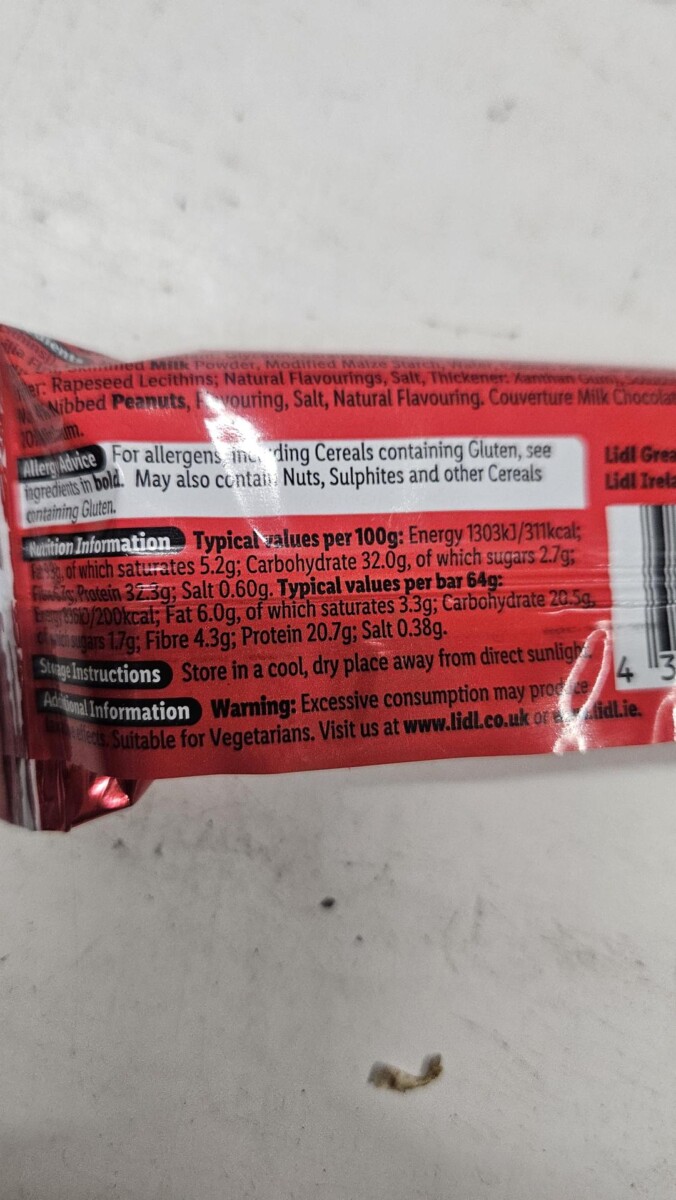 Milk Powder, Modified Maize Starch,
Rapeseed Lecithins; Natural Flavourings, Salt, Thickener: Xanthan Gum,
Nibbed Peanuts, Flavouring, Salt, Natural Flavouring. Couverture Milk
Allergy Advice For allergens, including Cereals containing Gluten, see
ingredients in bold. May also contain Nuts, Sulphites and other Cereals
containing Gluten.
Lidl
Lidl
Nutrition Information Typical values per 100g: Energy 1303kJ/311kcal;
of which saturates 5.2g; Carbohydrate 32.0g, of which sugars 2.7g;
Protein 32.3g; Salt 0.60g. Typical values per bar 64g:
/200kcal; Fat 6.0g, of which saturates 3.3g; Carbohydrate 20.5g,
of which sugars 1.7g; Fibre 4.3g; Protein 20.7g; Salt 0.38g.
Storage Instructions Store in a cool, dry place away from direct sunlight.
4 3
Additional Information Warning: Excessive consumption may produce
effects. Suitable for Vegetarians. Visit us at www.lidl.co.uk or www.lidl.ie.